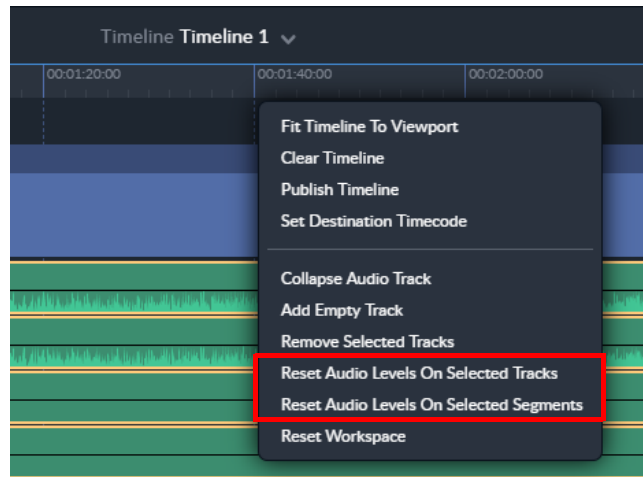 Timeline Timeline 1
00:01:20:00 00:01:40:00 00:02:00:00
Fit Timeline To Viewport
Clear Timeline
Publish Timeline
Set Destination Timecode
Collapse Audio Track
Add Empty Track
Remove Selected Tracks
Reset Audio Levels On Selected Tracks
Reset Audio Levels On Selected Segments
Reset Workspace